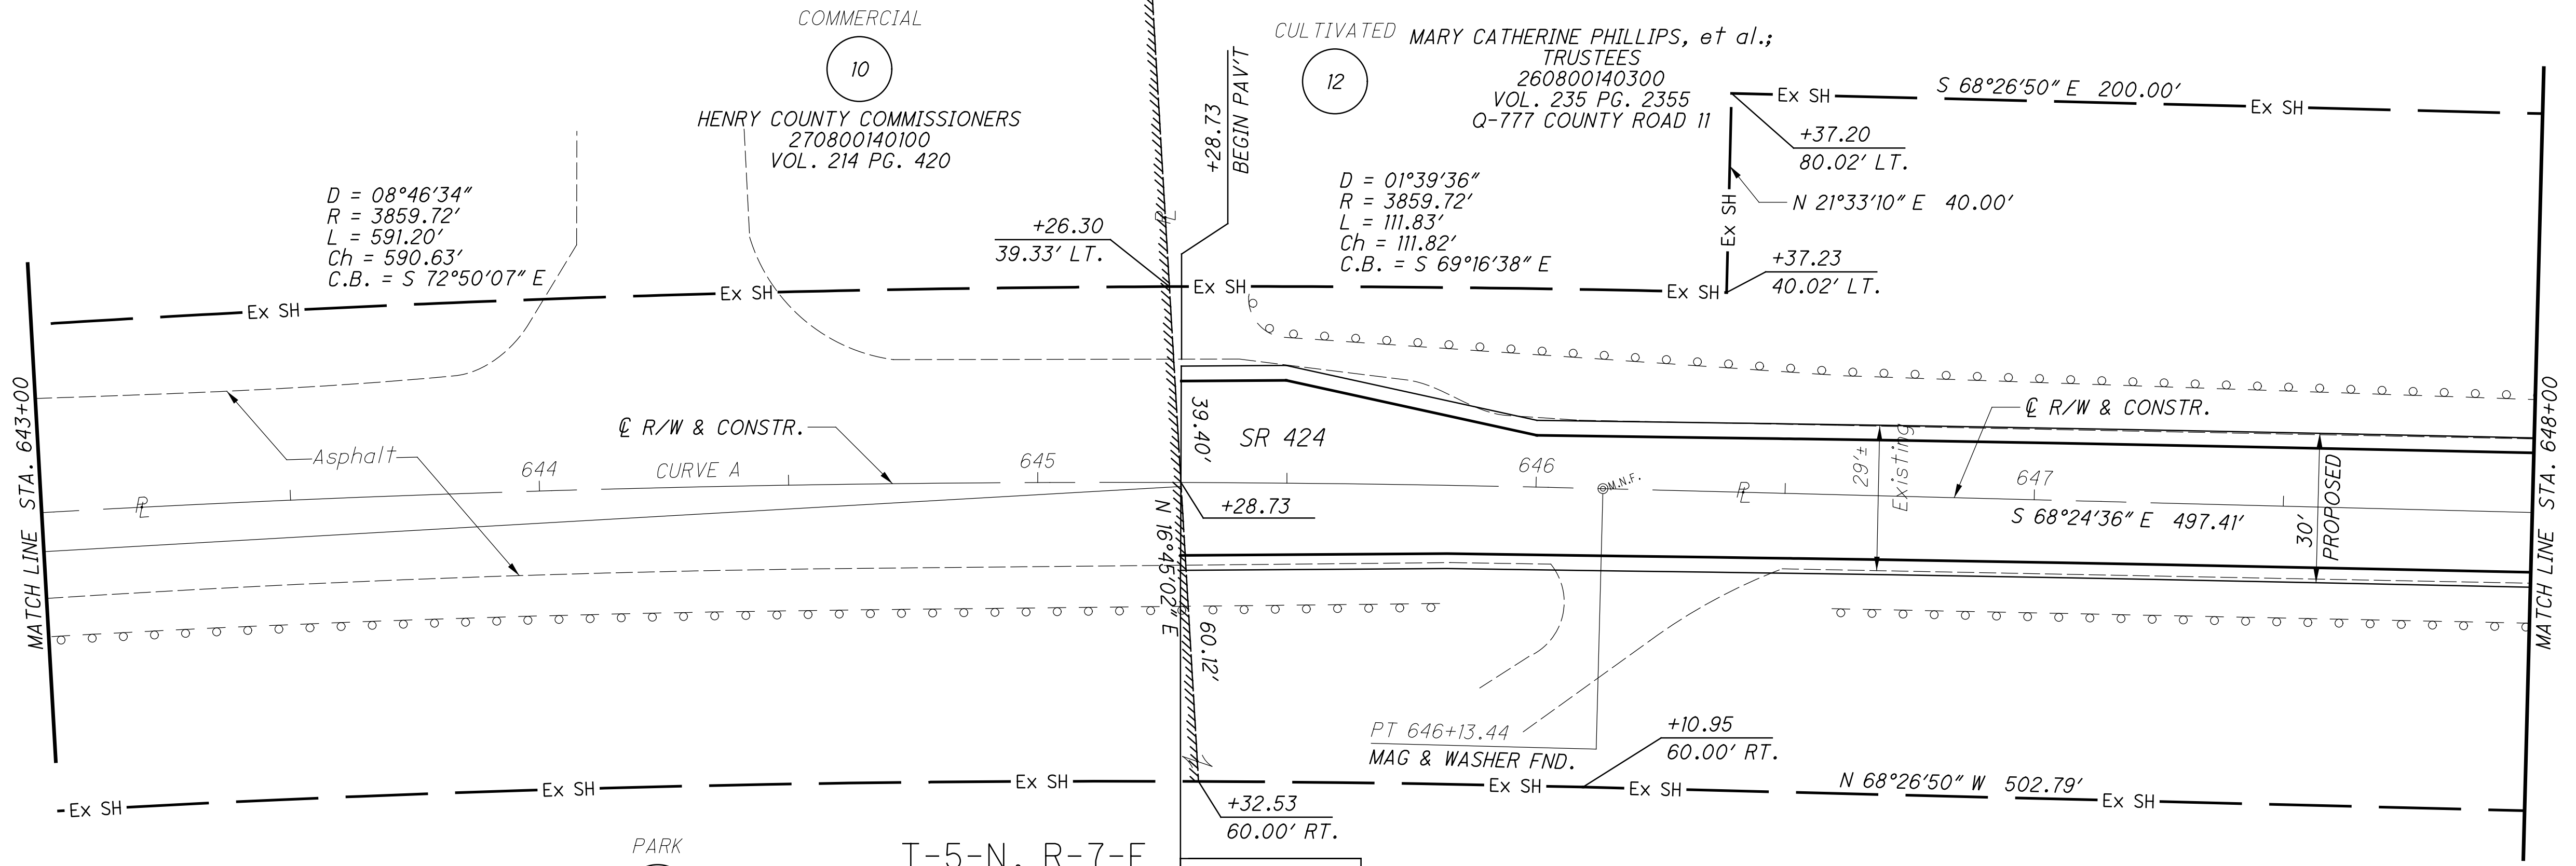 COMMERCIAL
10
HENRY COUNTY COMMISSIONERS
270800140100
VOL. 214 PG. 420
CULTIVATED
12
MARY CATHERINE PHILLIPS, et al.;
TRUSTEES
260800140300
VOL. 235 PG. 2355
Q-777 COUNTY ROAD 11
+28.73
BEGIN PAV'T
Ex SH
S 68°26'50" E 200.00'
Ex SH
+37.20
80.02' LT.
N 21°33'10" E 40.00'
Ex SH
+37.23
40.02' LT.
D = 08°46'34"
R = 3859.72'
L = 591.20'
Ch = 590.63'
C.B. = S 72°50'07" E
D = 01°39'36"
R = 3859.72'
L = 111.83'
Ch = 111.82'
C.B. = S 69°16'38" E
PL
+26.30
39.33' LT.
Ex SH
Ex SH
Ex SH
Ex SH
MATCH LINE STA. 643+00
Asphalt
℄ R/W & CONSTR.
644
CURVE A
645
PL
39.40'
SR 424
646
M.N.F.
PL
29'±
Existing
℄ R/W & CONSTR.
647
S 68°24'36" E 497.41'
30'
PROPOSED
MATCH LINE STA. 648+00
+28.73
N 16°45'02" E
60.12'
PT 646+13.44
MAG & WASHER FND.
+10.95
60.00' RT.
Ex SH
Ex SH
Ex SH
Ex SH
Ex SH
N 68°26'50" W 502.79'
Ex SH
+32.53
60.00' RT.
PARK
T-5-N, R-7-E